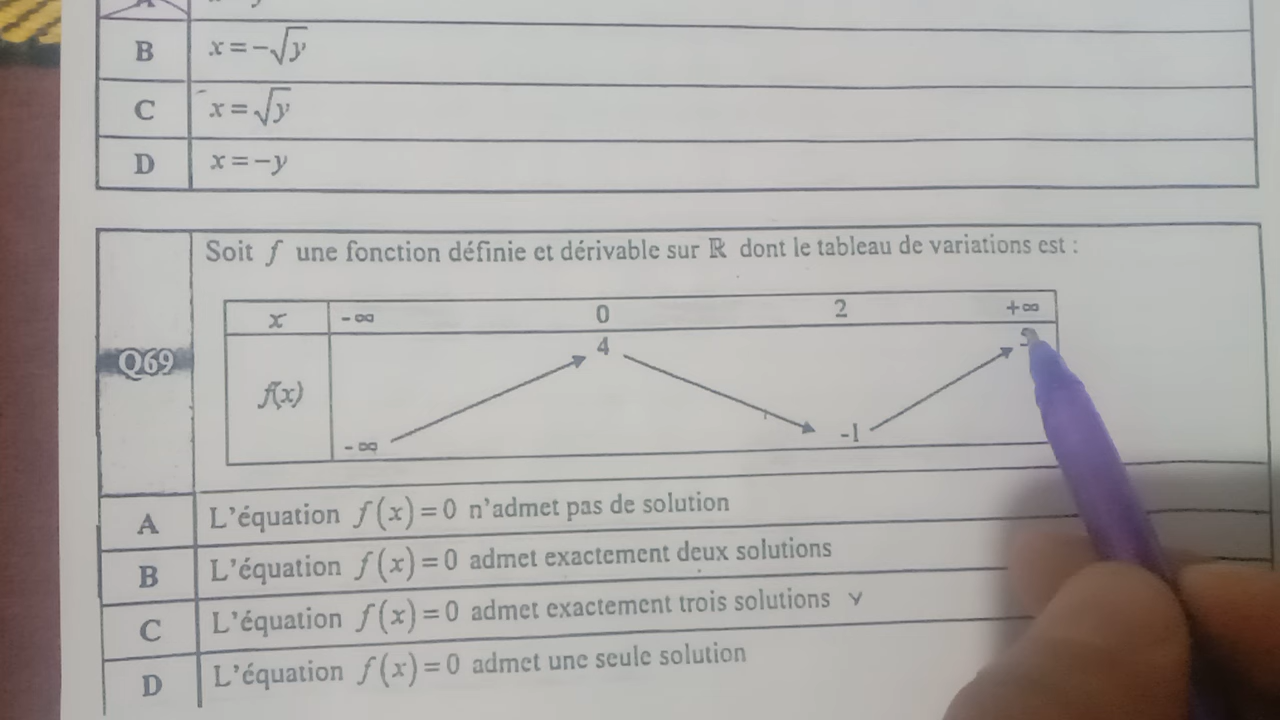 B x=-√y
C x=√y
D x=-y
Soit f une fonction définie et dérivable sur ℝ dont le tableau de variations est :
x -∞ 0 2 +∞
Q69
f(x) -∞ 4 -1
A L'équation f(x)=0 n'admet pas de solution
B L'équation f(x)=0 admet exactement deux solutions
C L'équation f(x)=0 admet exactement trois solutions
D L'équation f(x)=0 admet une seule solution